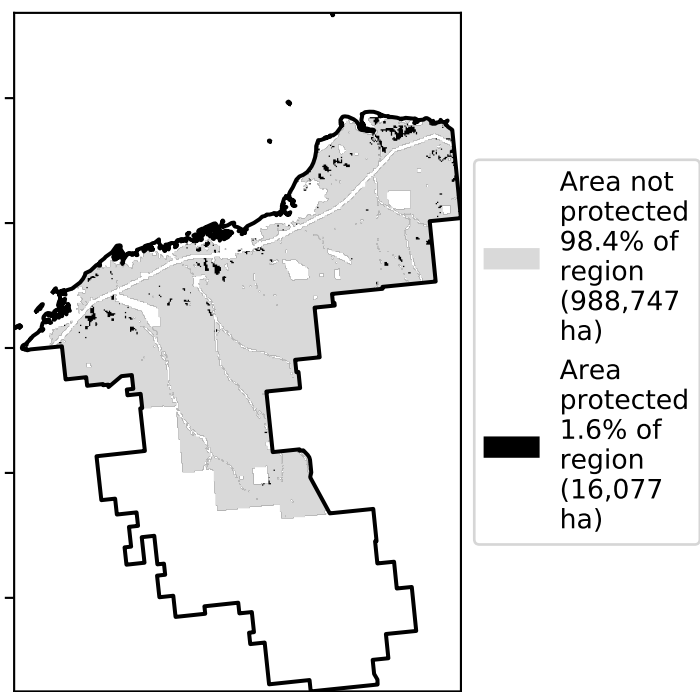 Area not
protected
98.4% of
region
(988,747
ha)
Area
protected
1.6% of
region
(16,077
ha)